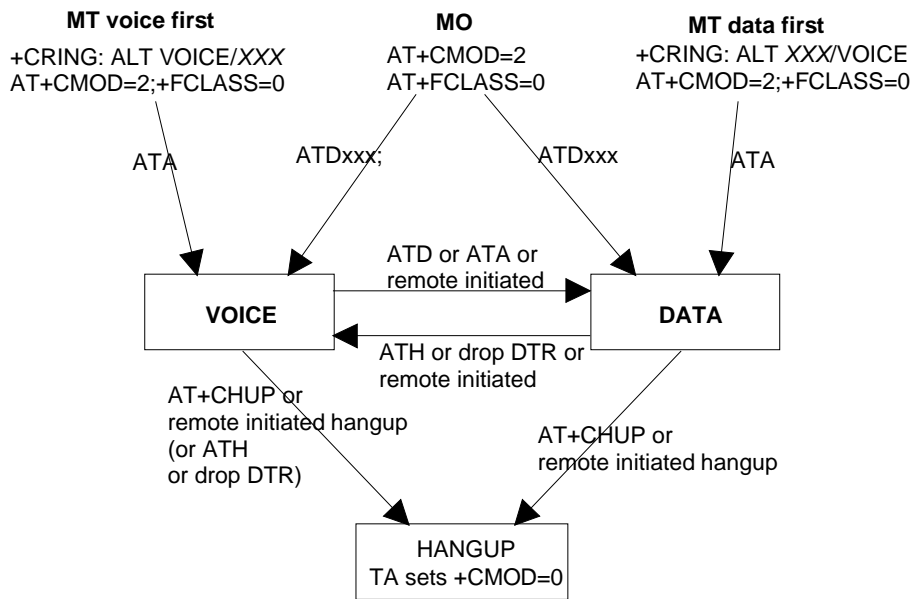 MT voice first
+CRING: ALT VOICE/XXX
AT+CMOD=2;+FCLASS=0
MO
AT+CMOD=2
AT+FCLASS=0
MT data first
+CRING: ALT XXX/VOICE
AT+CMOD=2;+FCLASS=0
ATA
ATDxxx;
ATDxxx
ATA
ATD or ATA or
remote initiated
VOICE
DATA
ATH or drop DTR or
remote initiated
AT+CHUP or
remote initiated hangup
(or ATH
or drop DTR)
AT+CHUP or
remote initiated hangup
HANGUP
TA sets +CMOD=0